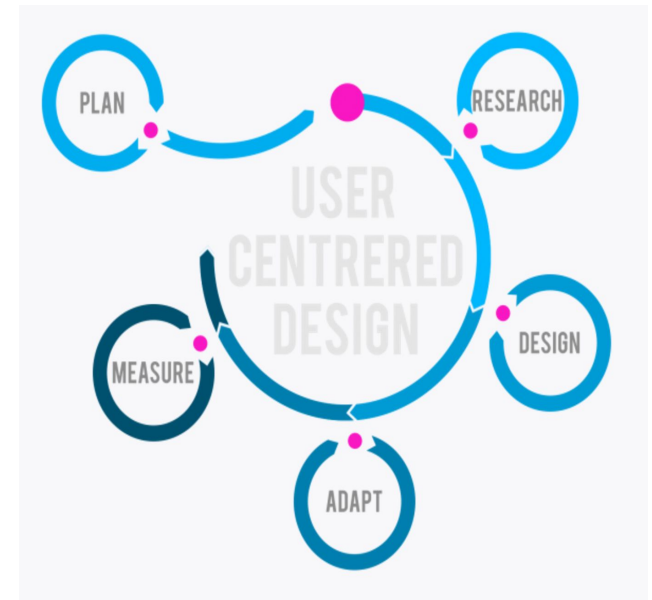 PLAN
RESEARCH
USER
CENTRERED
DESIGN
DESIGN
MEASURE
ADAPT